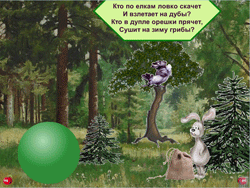 Кто по елкам ловко скачет
И взлетает на дубы?
Кто в дупле орешки прячет,
Сушит на зиму грибы?